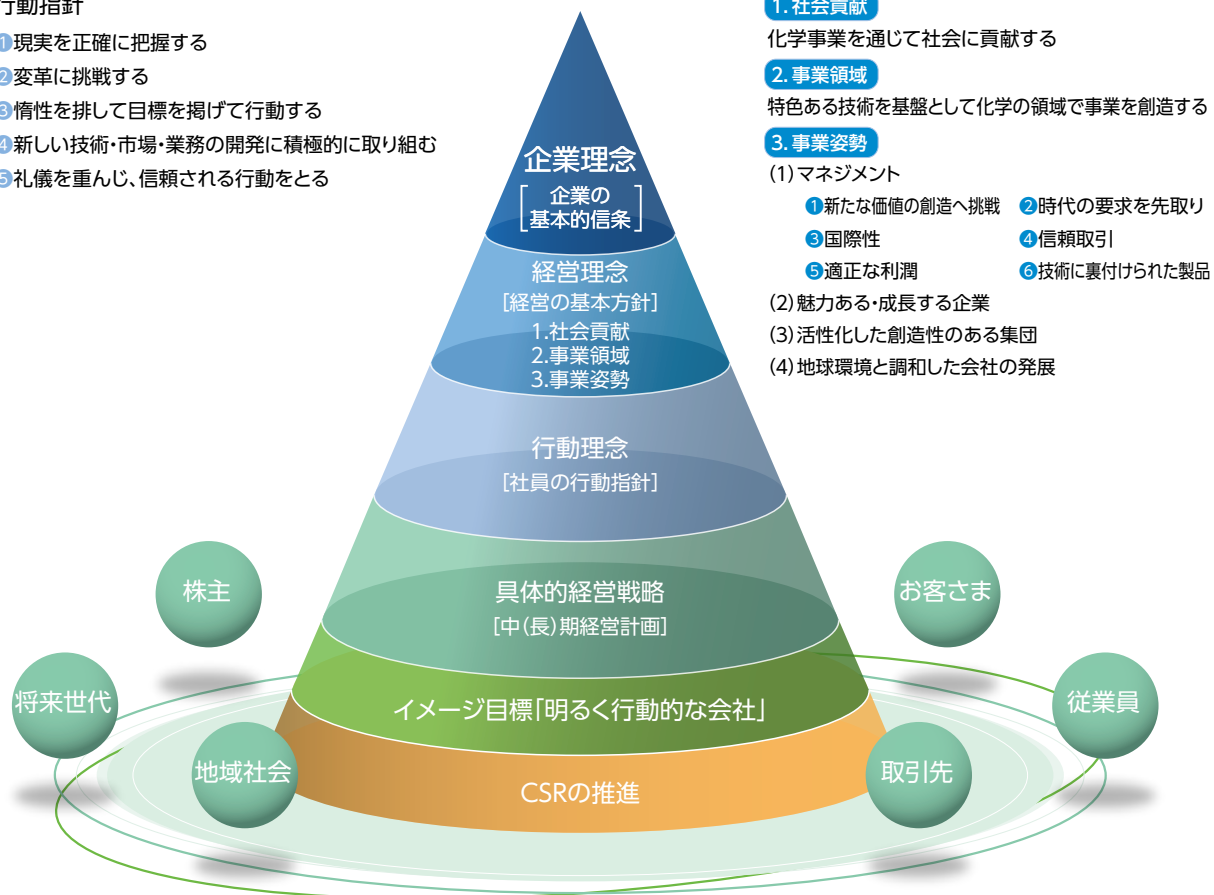 行動指針
❶現実を正確に把握する
❷変革に挑戦する
❸惰性を排して目標を掲げて行動する
❹新しい技術・市場・業務の開発に積極的に取り組む
❺礼儀を重んじ、信頼される行動をとる
1.社会貢献
化学事業を通じて社会に貢献する
2.事業領域
特色ある技術を基盤として化学の領域で事業を創造する
3.事業姿勢
(1)マネジメント
❶新たな価値の創造へ挑戦 ❷時代の要求を先取り
❸国際性 ❹信頼取引
❺適正な利潤 ❻技術に裏付けられた製品
(2)魅力ある・成長する企業
(3)活性化した創造性のある集団
(4)地球環境と調和した会社の発展
企業理念
[企業の
基本的信条]
経営理念
[経営の基本方針]
1.社会貢献
2.事業領域
3.事業姿勢
行動理念
[社員の行動指針]
具体的経営戦略
[中(長)期経営計画]
イメージ目標「明るく行動的な会社」
CSRの推進
株主
お客さま
将来世代
従業員
地域社会
取引先